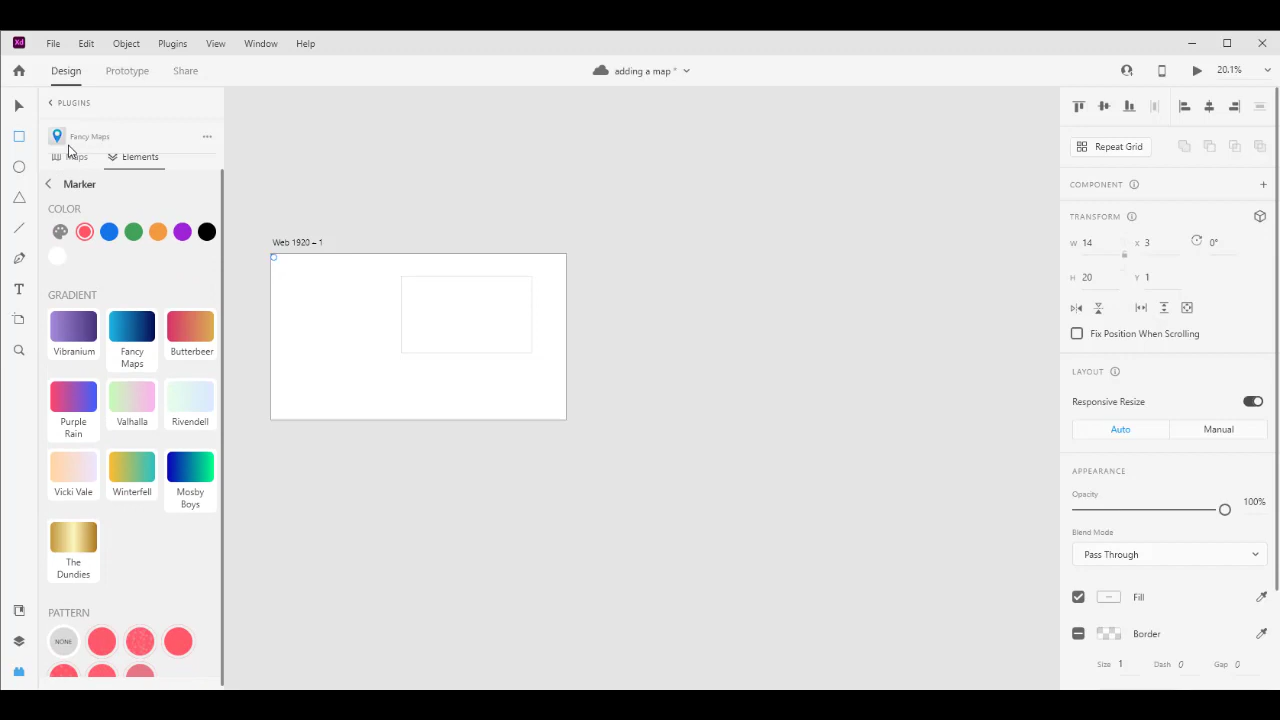 Xd File Edit Object Plugins View Window Help
Design Prototype Share adding a map * 20.1%
PLUGINS
Fancy Maps ...
Maps Elements
Marker
COLOR
GRADIENT
Vibranium
Fancy
Maps
Butterbeer
Purple
Rain
Valhalla
Rivendell
Vicki Vale
Winterfell
Mosby
Boys
The
Dundies
PATTERN
NONE
T
Web 1920 – 1
Repeat Grid
COMPONENT
TRANSFORM
W 14 X 3 0°
H 20 Y 1
Fix Position When Scrolling
LAYOUT
Responsive Resize
Auto Manual
APPEARANCE
Opacity
100%
Blend Mode
Pass Through
Fill
Border
Size 1 Dash 0 Gap 0